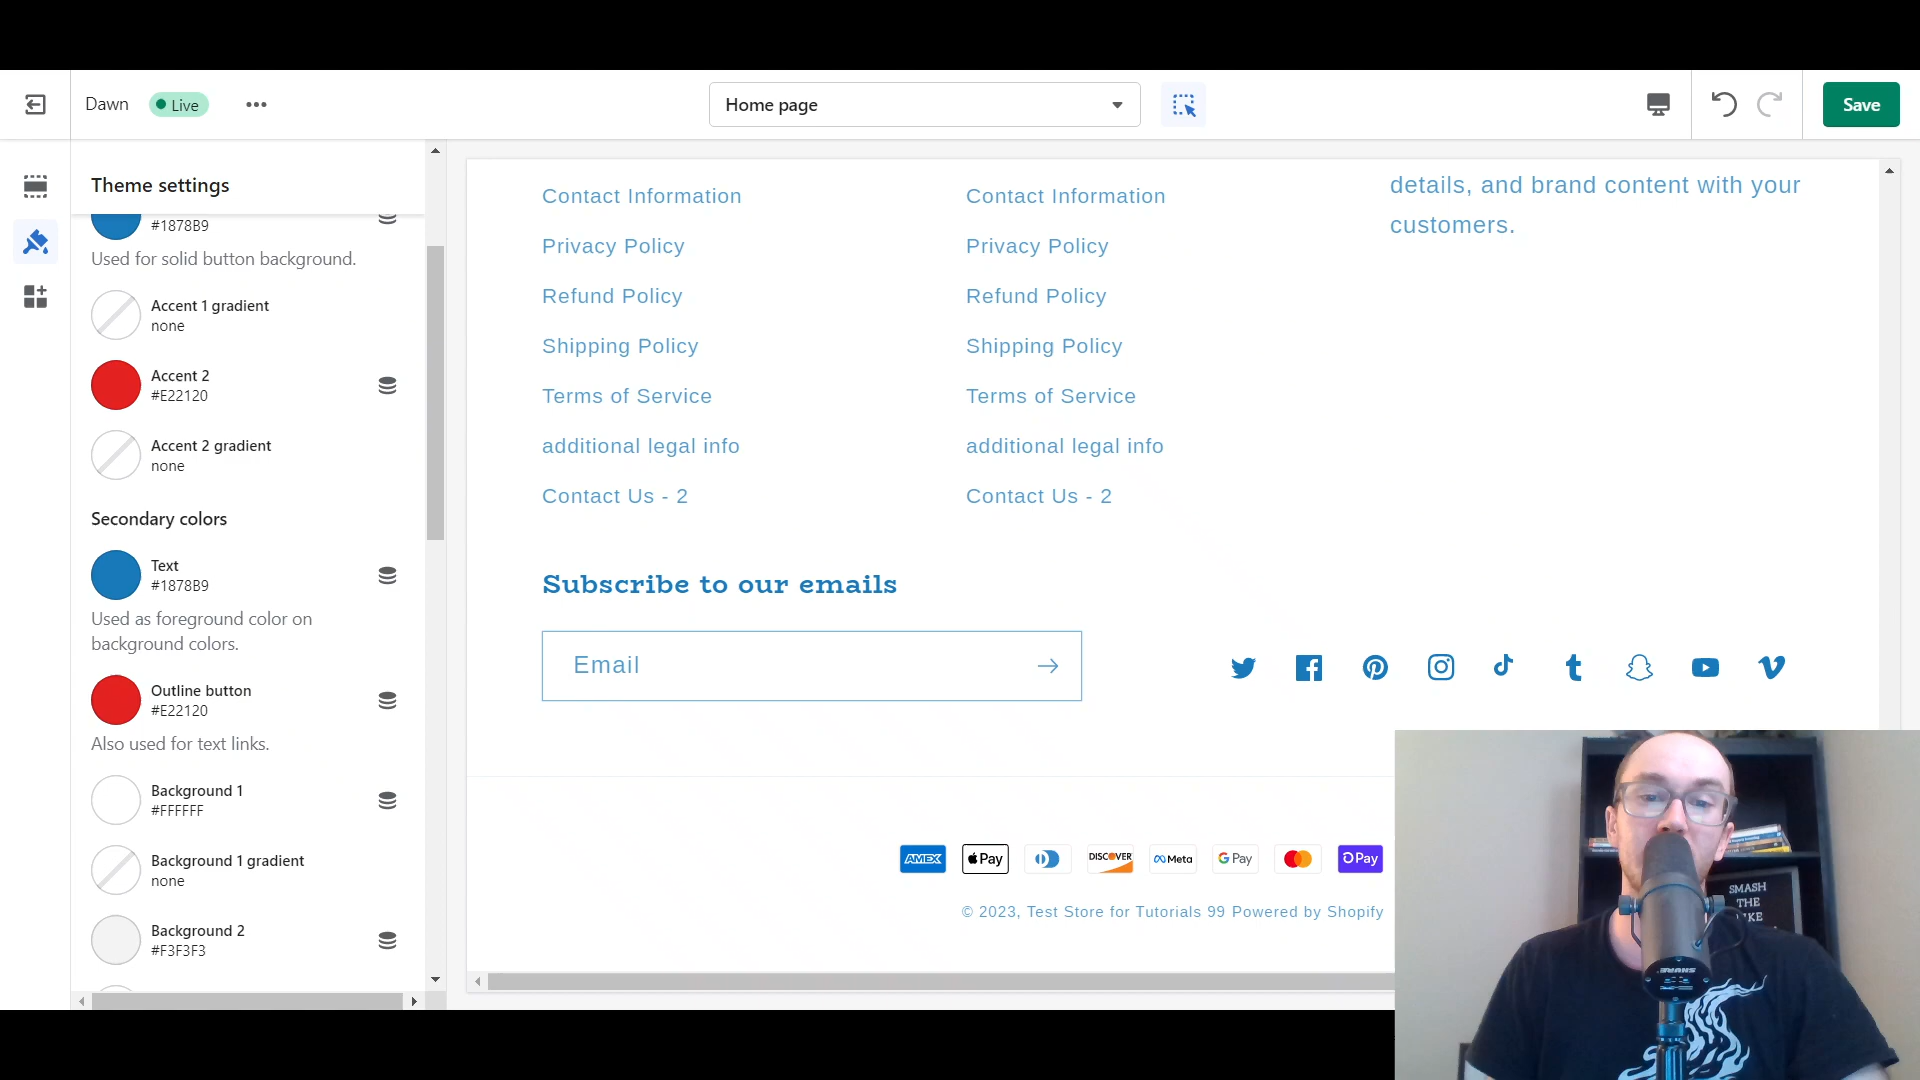 Dawn
Live
Home page
Save
Theme settings
#1878B9
Used for solid button background.
Accent 1 gradient
none
Accent 2
#E22120
Accent 2 gradient
none
Secondary colors
Text
#1878B9
Used as foreground color on
background colors.
Outline button
#E22120
Also used for text links.
Background 1
#FFFFFF
Background 1 gradient
none
Background 2
#F3F3F3
Contact Information
Privacy Policy
Refund Policy
Shipping Policy
Terms of Service
additional legal info
Contact Us - 2
Contact Information
Privacy Policy
Refund Policy
Shipping Policy
Terms of Service
additional legal info
Contact Us - 2
details, and brand content with your
customers.
Subscribe to our emails
Email
AMEX
Pay
DISCOVER
Meta
G Pay
Pay
© 2023, Test Store for Tutorials 99 Powered by Shopify
SMASH
THE
SHURE